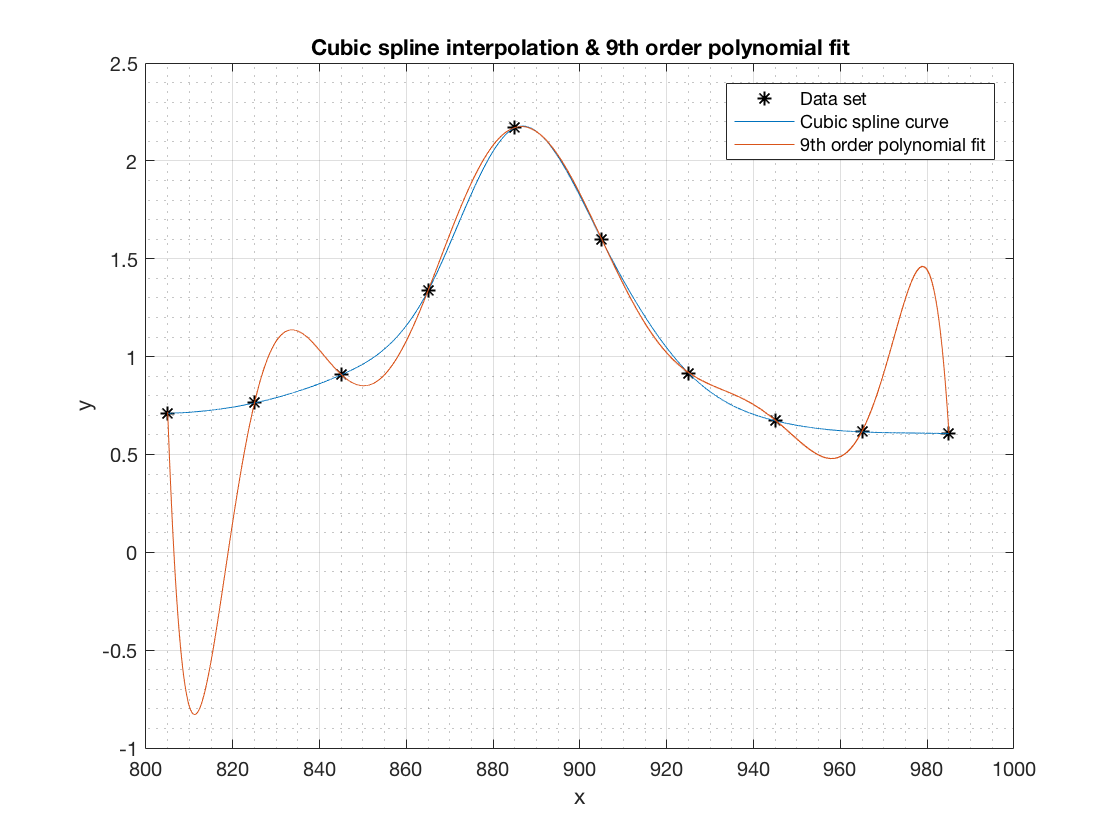 Cubic spline interpolation & 9th order polynomial fit
2.5
2
1.5
1
0.5
0
-0.5
-1
y
Data set
Cubic spline curve
9th order polynomial fit
800 820 840 860 880 900 920 940 960 980 1000
x